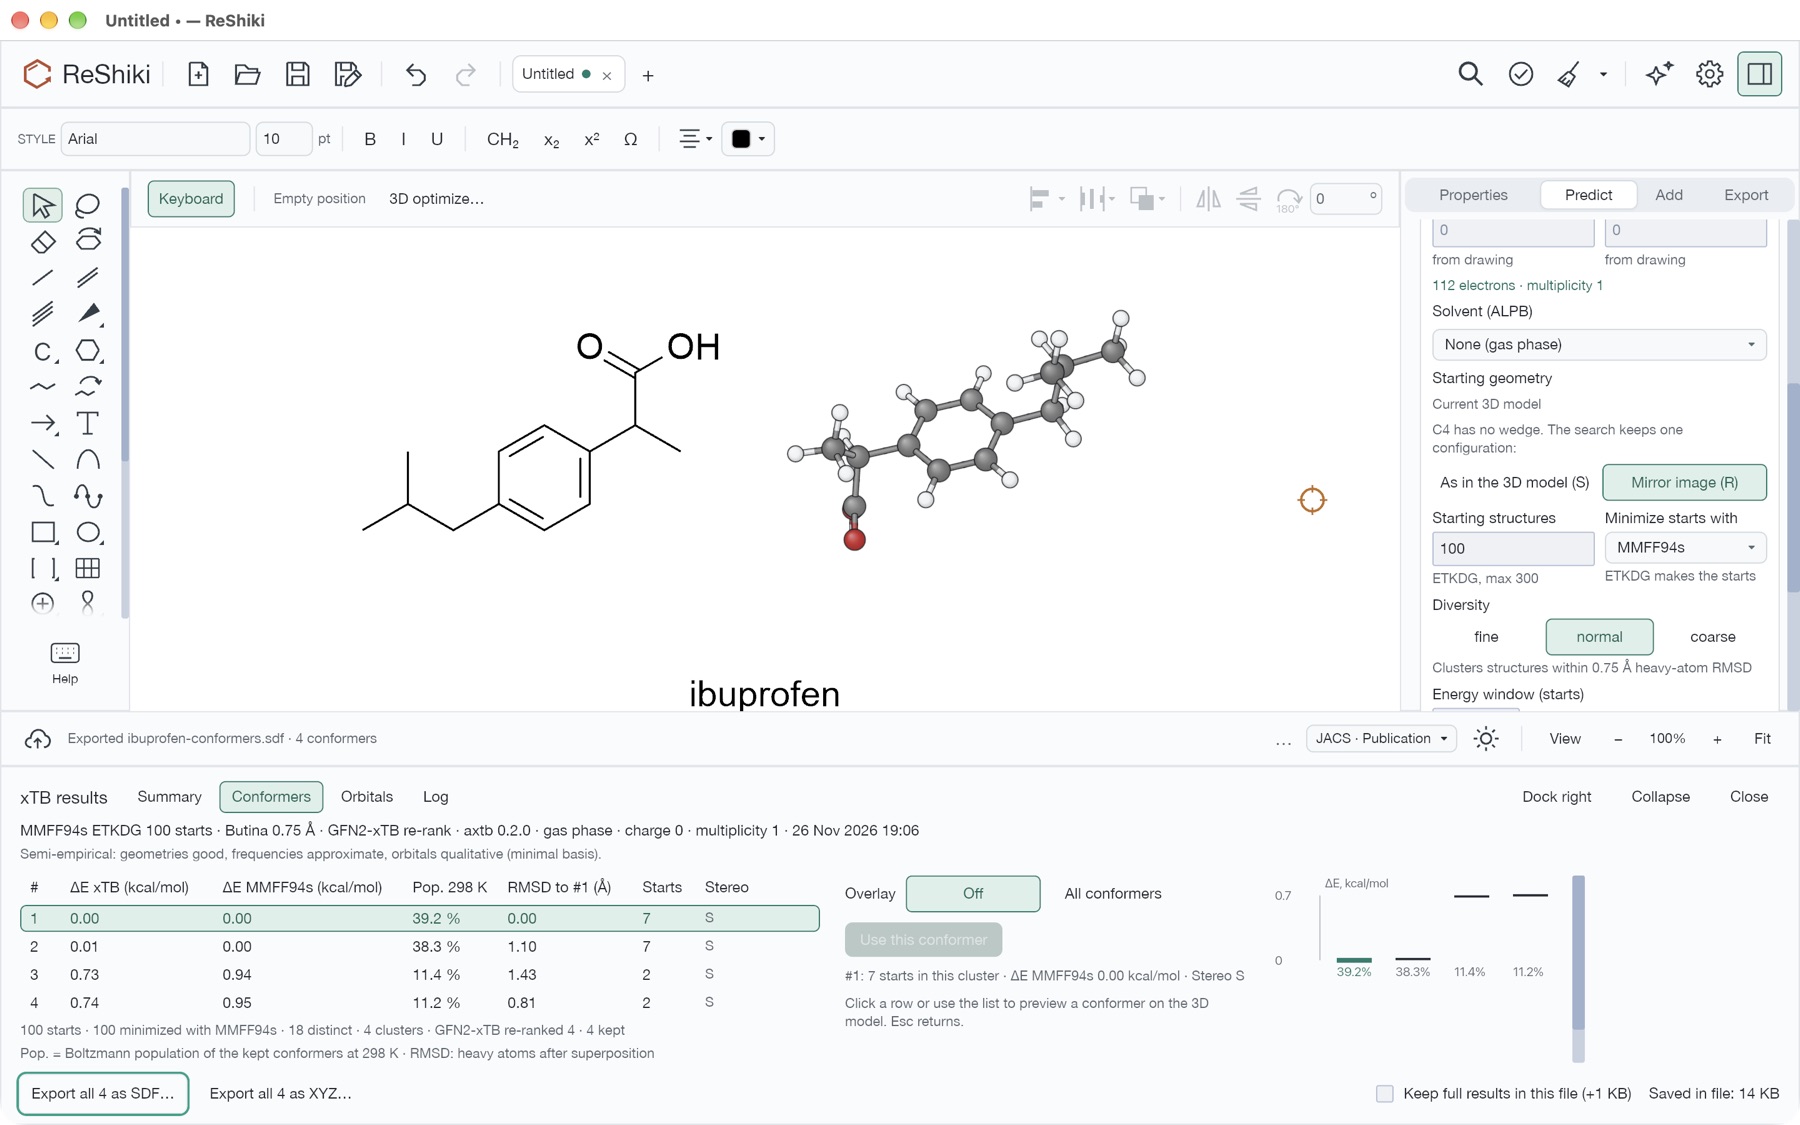 Untitled • — ReShiki
ReShiki
Untitled
STYLE Arial 10 pt B I U CH₂ x₂ x² Ω
Keyboard Empty position 3D optimize... 180° 0 °
Properties Predict Add Export
0 0
from drawing from drawing
112 electrons · multiplicity 1
Solvent (ALPB)
None (gas phase)
Starting geometry
Current 3D model
C4 has no wedge. The search keeps one
configuration:
As in the 3D model (S) Mirror image (R)
Starting structures Minimize starts with
100 MMFF94s
ETKDG, max 300 ETKDG makes the starts
Diversity
fine normal coarse
Clusters structures within 0.75 Å heavy-atom RMSD
Energy window (starts)
C
T
Help
O OH
ibuprofen
Exported ibuprofen-conformers.sdf · 4 conformers
... JACS · Publication View − 100% + Fit
xTB results Summary Conformers Orbitals Log Dock right Collapse Close
MMFF94s ETKDG 100 starts · Butina 0.75 Å · GFN2-xTB re-rank · axtb 0.2.0 · gas phase · charge 0 · multiplicity 1 · 26 Nov 2026 19:06
Semi-empirical: geometries good, frequencies approximate, orbitals qualitative (minimal basis).
# ΔE xTB (kcal/mol) ΔE MMFF94s (kcal/mol) Pop. 298 K RMSD to #1 (Å) Starts Stereo
1 0.00 0.00 39.2 % 0.00 7 S
2 0.01 0.00 38.3 % 1.10 7 S
3 0.73 0.94 11.4 % 1.43 2 S
4 0.74 0.95 11.2 % 0.81 2 S
100 starts · 100 minimized with MMFF94s · 18 distinct · 4 clusters · GFN2-xTB re-ranked 4 · 4 kept
Pop. = Boltzmann population of the kept conformers at 298 K · RMSD: heavy atoms after superposition
Overlay Off All conformers
Use this conformer
#1: 7 starts in this cluster · ΔE MMFF94s 0.00 kcal/mol · Stereo S
Click a row or use the list to preview a conformer on the 3D
model. Esc returns.
ΔE, kcal/mol
0.7
0
39.2% 38.3% 11.4% 11.2%
Export all 4 as SDF... Export all 4 as XYZ...
Keep full results in this file (+1 KB) Saved in file: 14 KB